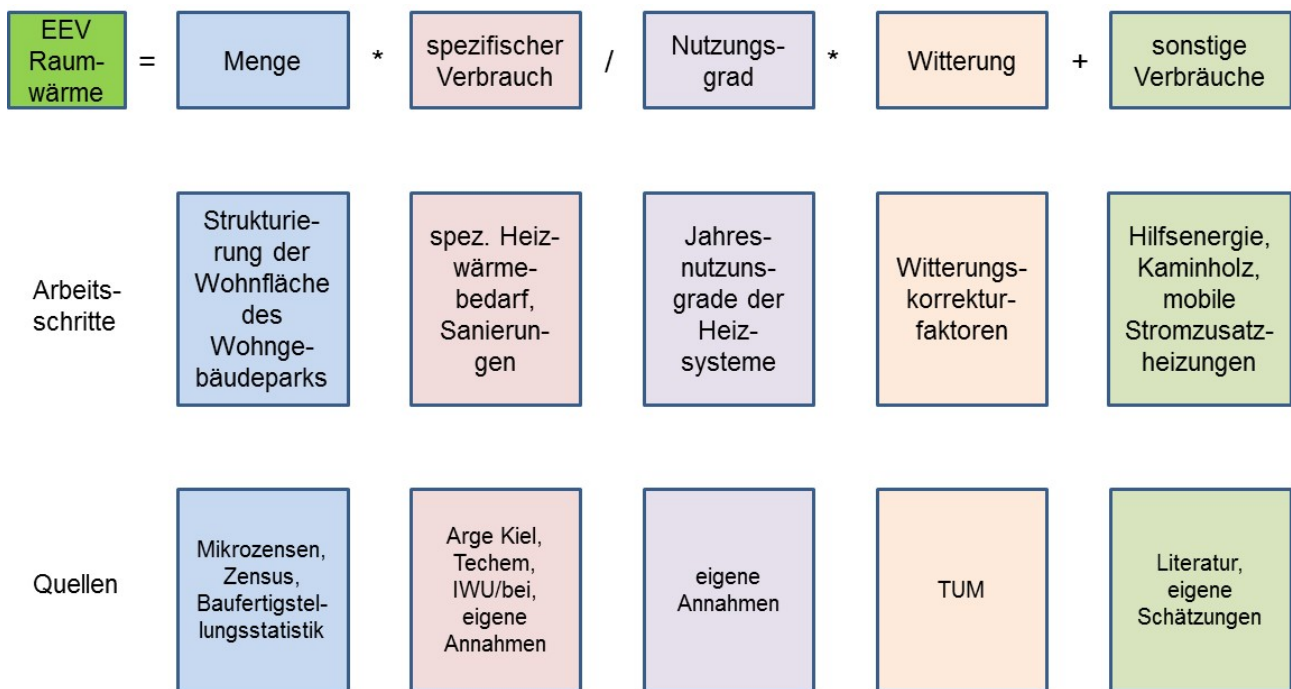 EEV
Raum-
wärme
=
Menge
*
spezifischer
Verbrauch
/
Nutzungs-
grad
*
Witterung
+
sonstige
Verbräuche
Arbeits-
schritte
Strukturie-
rung der
Wohnfläche
des
Wohnge-
bäudeparks
spez. Heiz-
wärme-
bedarf,
Sanierun-
gen
Jahres-
nutzuns-
grade der
Heiz-
systeme
Witterungs-
korrektur-
faktoren
Hilfsenergie,
Kaminholz,
mobile
Stromzusatz-
heizungen
Quellen
Mikrozensen,
Zensus,
Baufertigstel-
lungsstatistik
Arge Kiel,
Techem,
IWU/bei,
eigene
Annahmen
eigene
Annahmen
TUM
Literatur,
eigene
Schätzungen